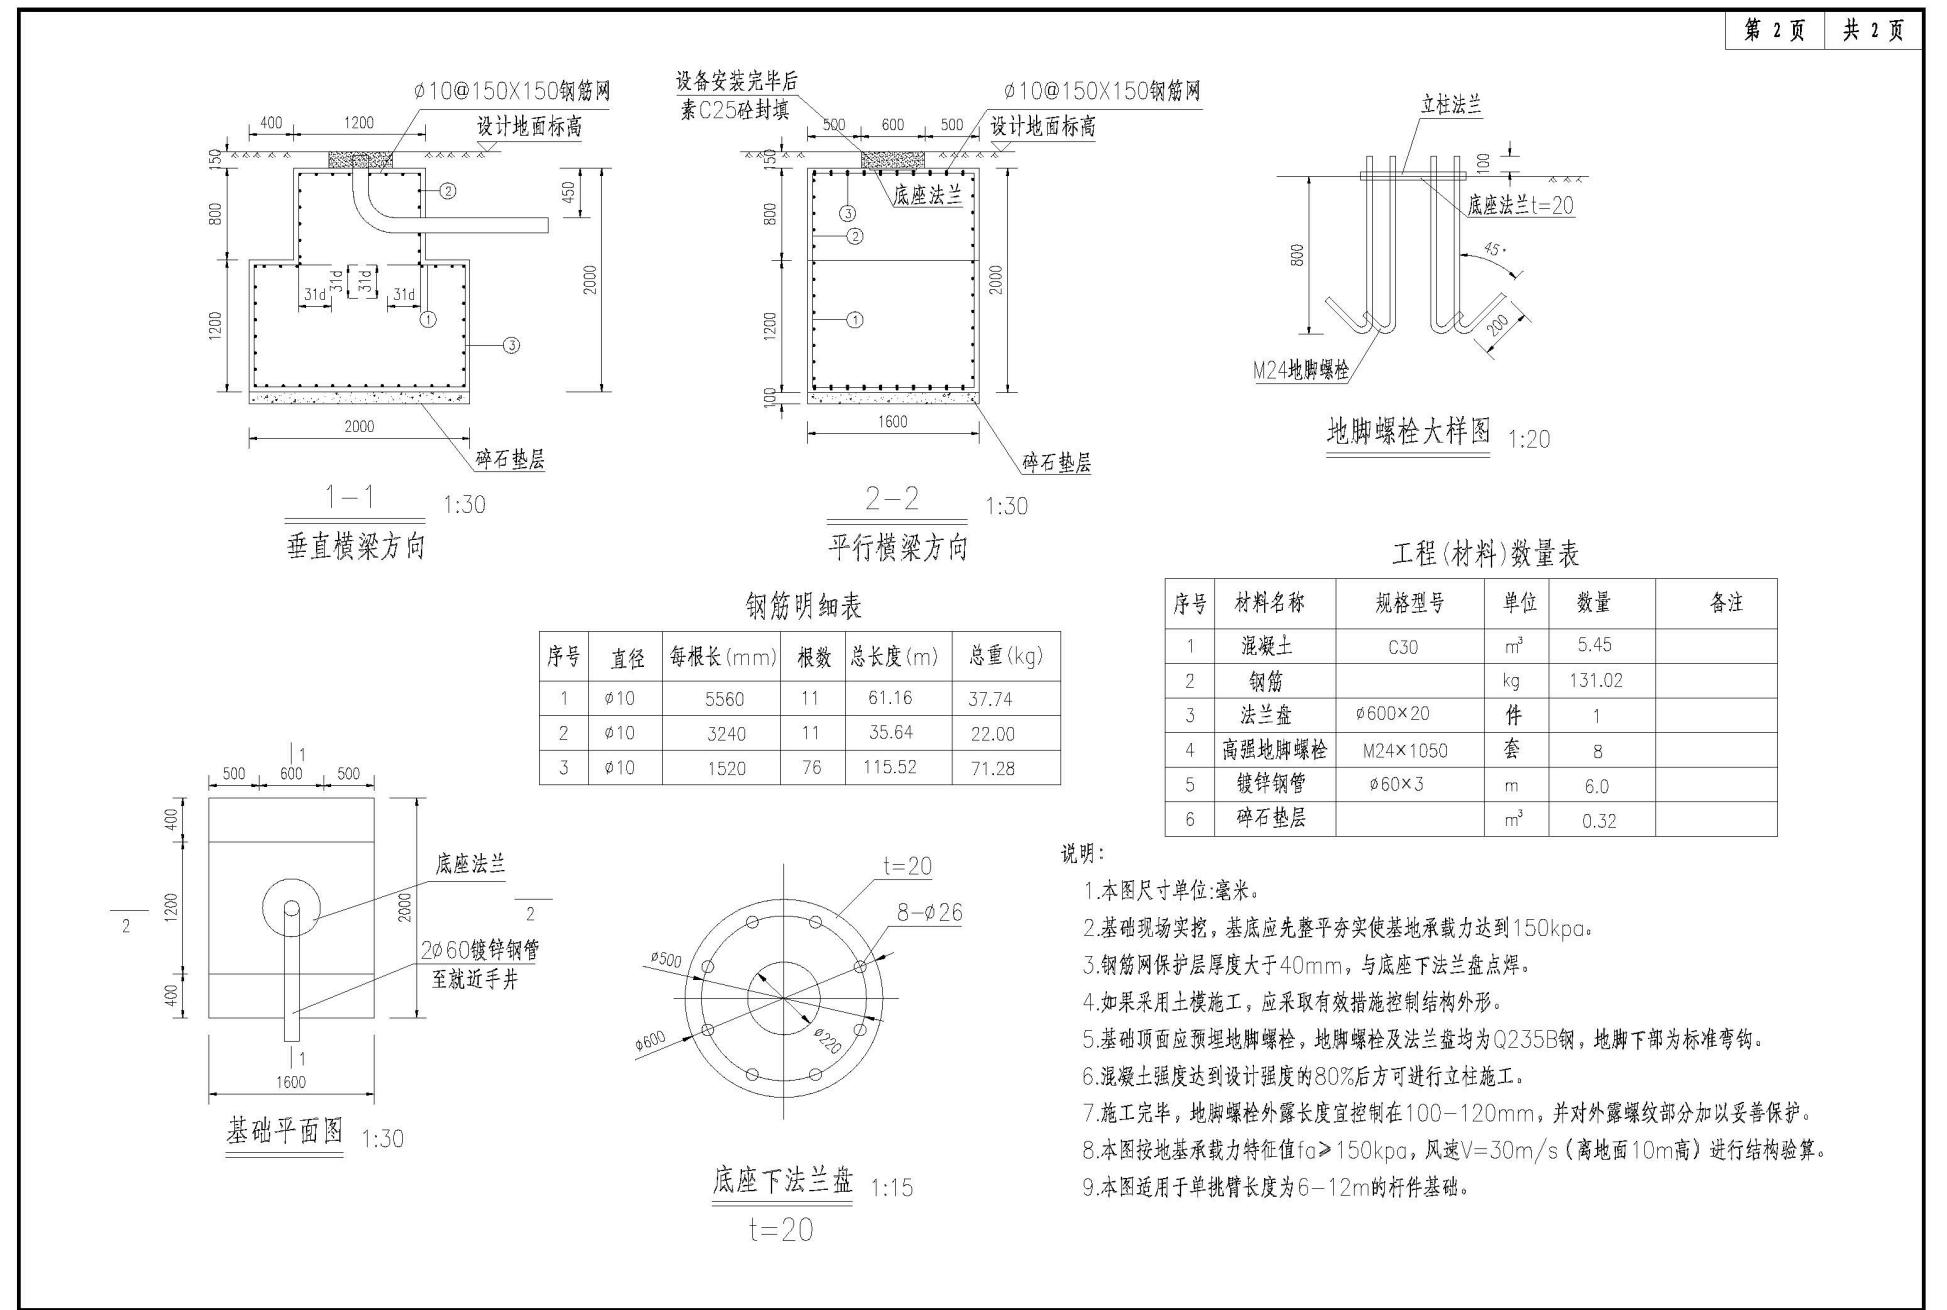 第 2 页 共 2 页
ø10@150X150钢筋网
设计地面标高
400 1200
150
800
1200
450
2000
②
31d 31d
31d 31d
①
③
2000
碎石垫层
1-1 1:30
垂直横梁方向
设备安装完毕后
素C25砼封填
ø10@150X150钢筋网
设计地面标高
500 600 500
150
800
1200
100
底座法兰
③
②
①
2000
1600
碎石垫层
2-2 1:30
平行横梁方向
立柱法兰
100
底座法兰t=20
800
45°
200
M24地脚螺栓
地脚螺栓大样图 1:20
钢筋明细表
序号 直径 每根长(mm) 根数 总长度(m) 总重(kg)
1 ø10 5560 11 61.16 37.74
2 ø10 3240 11 35.64 22.00
3 ø10 1520 76 115.52 71.28
工程(材料)数量表
序号 材料名称 规格型号 单位 数量 备注
1 混凝土 C30 m³ 5.45
2 钢筋 kg 131.02
3 法兰盘 ø600×20 件 1
4 高强地脚螺栓 M24×1050 套 8
5 镀锌钢管 ø60×3 m 6.0
6 碎石垫层 m³ 0.32
1
500 600 500
400
1200
400
2000
底座法兰
2 2
2ø60镀锌钢管
至就近手井
1
1600
基础平面图 1:30
t=20
8-ø26
ø500
ø600
ø220
底座下法兰盘 1:15
t=20
说明：
1.本图尺寸单位:毫米。
2.基础现场实挖，基底应先整平夯实使基地承载力达到150kpa。
3.钢筋网保护层厚度大于40mm，与底座下法兰盘点焊。
4.如果采用土模施工，应采取有效措施控制结构外形。
5.基础顶面应预埋地脚螺栓，地脚螺栓及法兰盘均为Q235B钢，地脚下部为标准弯钩。
6.混凝土强度达到设计强度的80%后方可进行立柱施工。
7.施工完毕，地脚螺栓外露长度宜控制在100-120mm，并对外露螺纹部分加以妥善保护。
8.本图按地基承载力特征值fa≥150kpa，风速V=30m/s（离地面10m高）进行结构验算。
9.本图适用于单挑臂长度为6-12m的杆件基础。